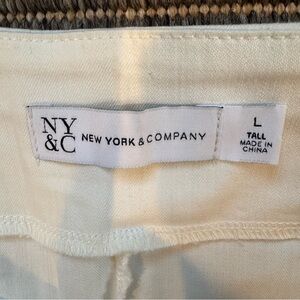 NY
&C
NEW YORK & COMPANY
L
TALL
MADE IN
CHINA